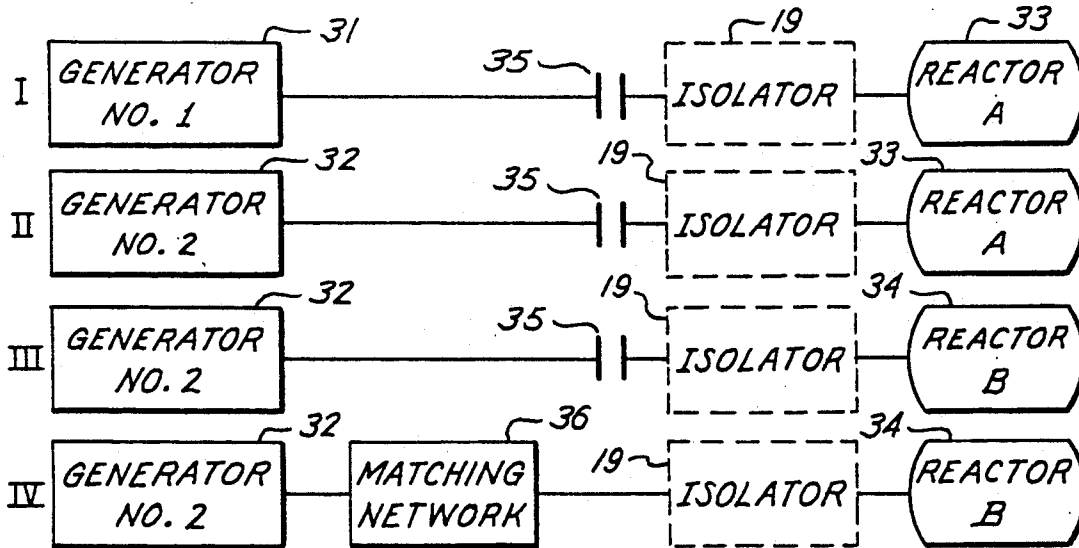 31
35
19
33
I
GENERATOR
NO. 1
ISOLATOR
REACTOR
A
32
35
19
33
II
GENERATOR
NO. 2
ISOLATOR
REACTOR
A
32
35
19
34
III
GENERATOR
NO. 2
ISOLATOR
REACTOR
B
32
36
19
34
IV
GENERATOR
NO. 2
MATCHING
NETWORK
ISOLATOR
REACTOR
B